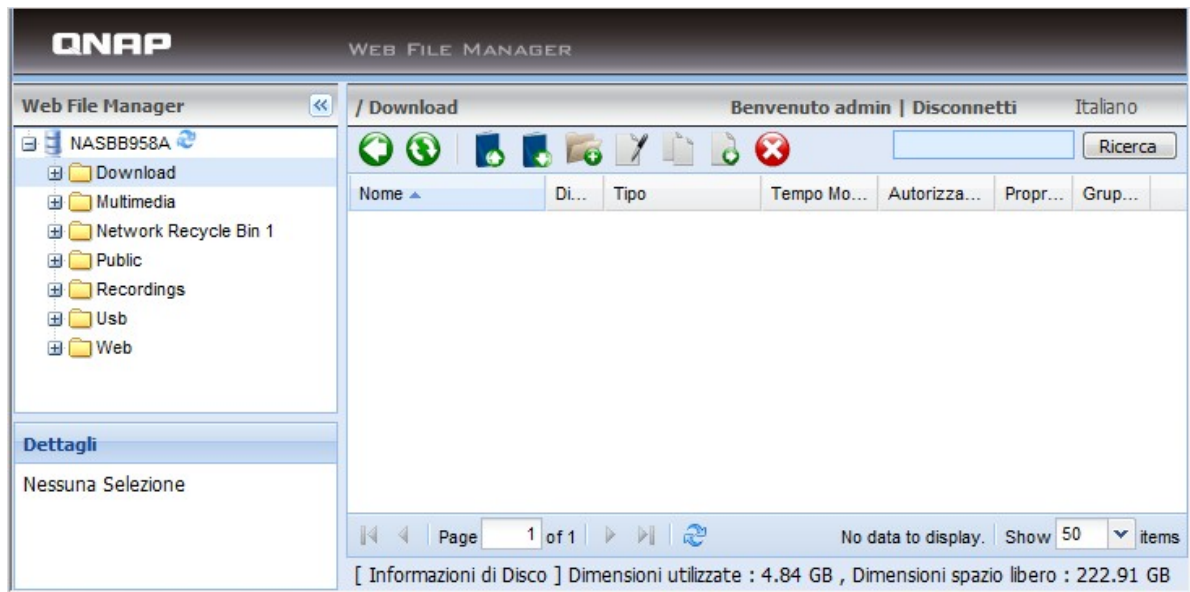 QNAP
WEB FILE MANAGER
Web File Manager
/ Download
Benvenuto admin | Disconnetti
Italiano
NASBB958A
Download
Multimedia
Network Recycle Bin 1
Public
Recordings
Usb
Web
Ricerca
Nome
Di...
Tipo
Tempo Mo...
Autorizza...
Propr...
Grup...
Dettagli
Nessuna Selezione
Page 1 of 1
No data to display.
Show 50 items
[ Informazioni di Disco ] Dimensioni utilizzate : 4.84 GB , Dimensioni spazio libero : 222.91 GB